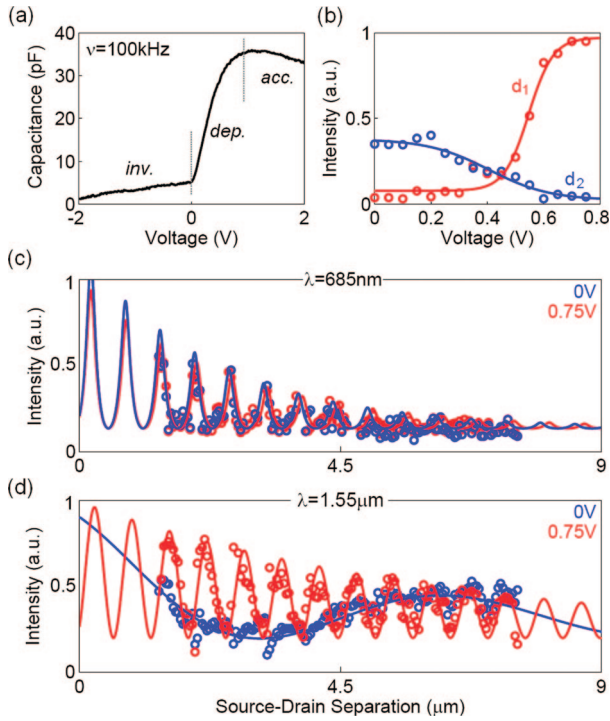 (a)
ν=100kHz
40
30
20
10
0
Capacitance (pF)
inv.
dep.
acc.
-2
0
2
Voltage (V)
(b)
1
0.5
0
Intensity (a.u.)
d1
d2
0
0.2
0.4
0.6
0.8
Voltage (V)
(c)
λ=685nm
0V
0.75V
1
0.5
0
Intensity (a.u.)
0
4.5
9
(d)
λ=1.55μm
0V
0.75V
1
0.5
0
Intensity (a.u.)
0
4.5
9
Source-Drain Separation (μm)